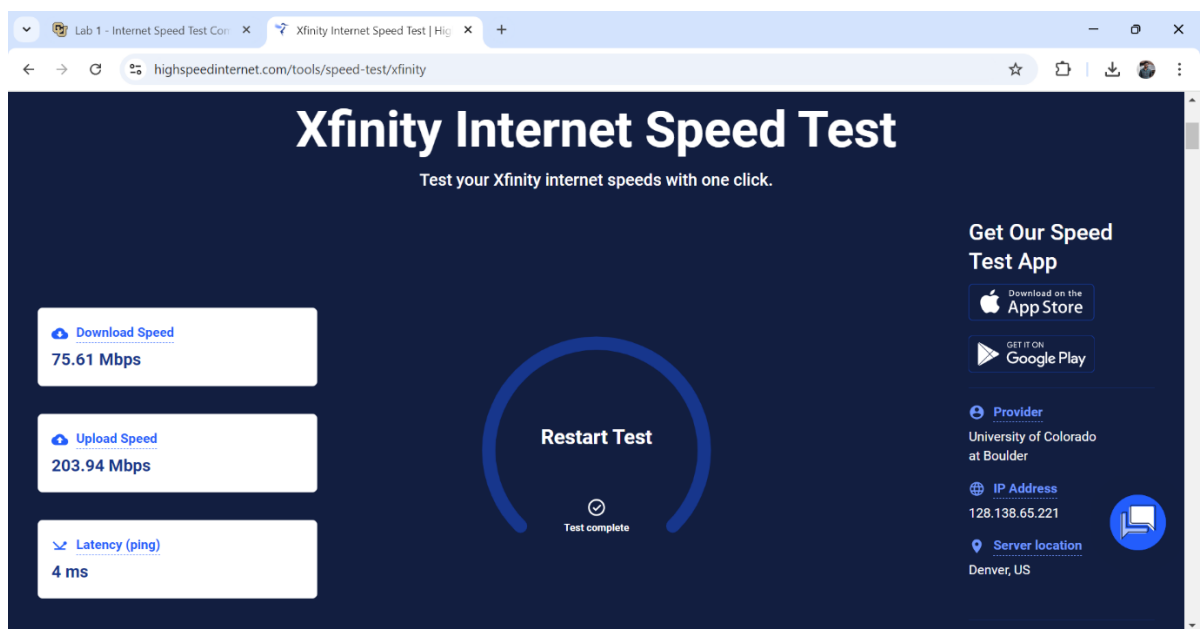 Lab 1 - Internet Speed Test Con
Xfinity Internet Speed Test | Hig
highspeedinternet.com/tools/speed-test/xfinity
Xfinity Internet Speed Test
Test your Xfinity internet speeds with one click.
Download Speed
75.61 Mbps
Upload Speed
203.94 Mbps
Latency (ping)
4 ms
Restart Test
Test complete
Get Our Speed
Test App
Download on the
App Store
GET IT ON
Google Play
Provider
University of Colorado
at Boulder
IP Address
128.138.65.221
Server location
Denver, US